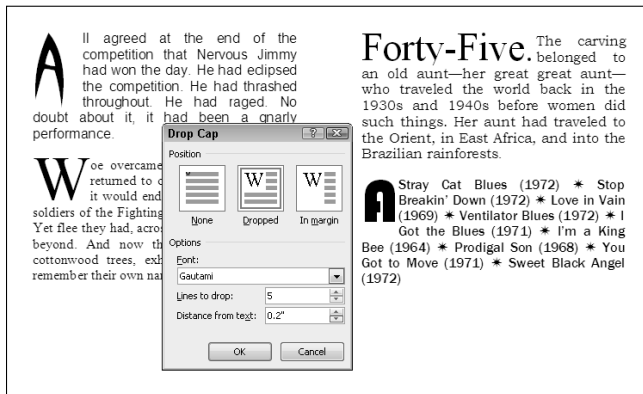 All agreed at the end of the
competition that Nervous Jimmy
had won the day. He had eclipsed
the competition. He had thrashed
throughout. He had raged. No
doubt about it, it had been a gnarly
performance.
Woe overcame
returned to
it would end
soldiers of the Fighting
Yet flee they had, acros
beyond. And now th
cottonwood trees, exh
remember their own
Drop Cap
Position
W
W
W
None
Dropped
In margin
Options
Font:
Gautami
Lines to drop:
5
Distance from text:
0.2"
OK
Cancel
Forty-Five. The carving
belonged to
an old aunt—her great great aunt—
who traveled the world back in the
1930s and 1940s before women did
such things. Her aunt had traveled to
the Orient, in East Africa, and into the
Brazilian rainforests.
A Stray Cat Blues (1972) ✶ Stop
Breakin' Down (1972) ✶ Love in Vain
(1969) ✶ Ventilator Blues (1972) ✶ I
Got the Blues (1971) ✶ I'm a King
Bee (1964) ✶ Prodigal Son (1968) ✶ You
Got to Move (1971) ✶ Sweet Black Angel
(1972)